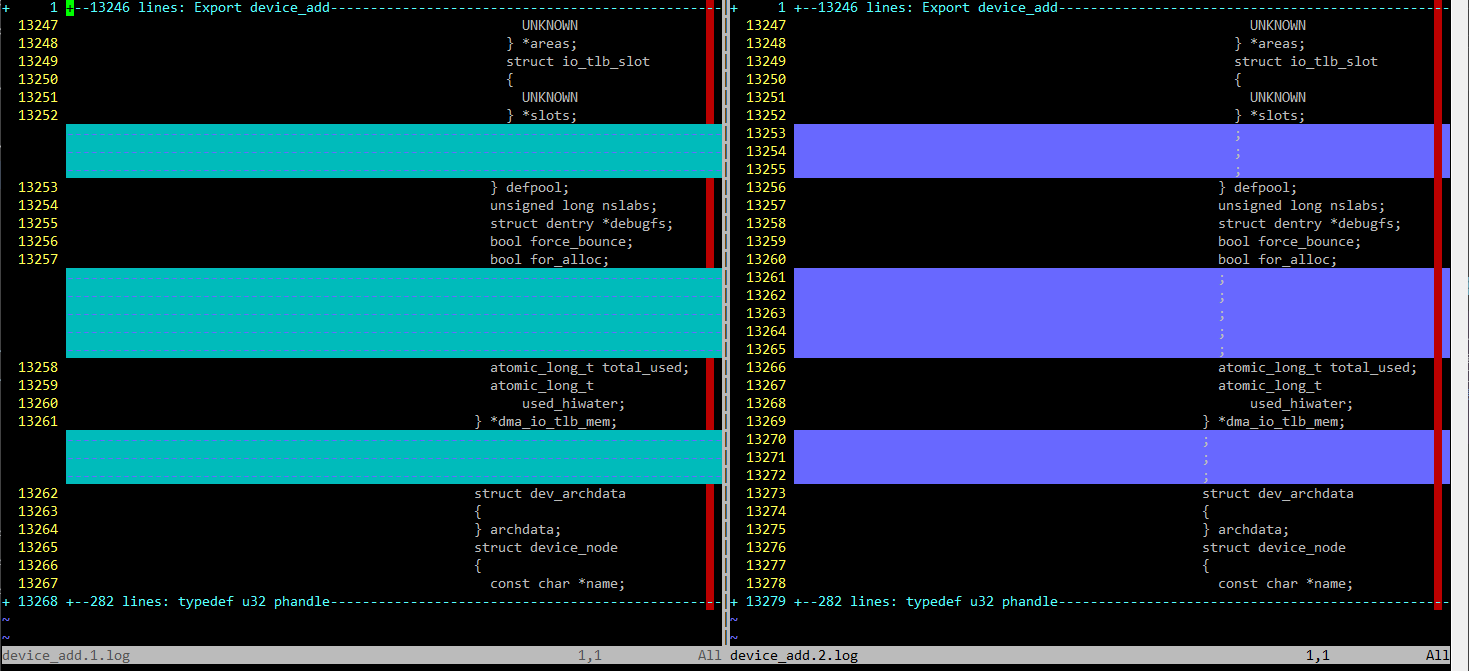 + 1 +--13246 lines: Export device_add--------------------------------------------------
13247 UNKNOWN
13248 } *areas;
13249 struct io_tlb_slot
13250 {
13251 UNKNOWN
13252 } *slots;
13253 } defpool;
13254 unsigned long nslabs;
13255 struct dentry *debugfs;
13256 bool force_bounce;
13257 bool for_alloc;
13258 atomic_long_t total_used;
13259 atomic_long_t
13260 used_hiwater;
13261 } *dma_io_tlb_mem;
13262 struct dev_archdata
13263 {
13264 } archdata;
13265 struct device_node
13266 {
13267 const char *name;
+ 13268 +--282 lines: typedef u32 phandle--------------------------------------------------
~
~
device_add.1.log 1,1 All
+ 1 +--13246 lines: Export device_add--------------------------------------------------
13247 UNKNOWN
13248 } *areas;
13249 struct io_tlb_slot
13250 {
13251 UNKNOWN
13252 } *slots;
13253 ;
13254 ;
13255 ;
13256 } defpool;
13257 unsigned long nslabs;
13258 struct dentry *debugfs;
13259 bool force_bounce;
13260 bool for_alloc;
13261 ;
13262 ;
13263 ;
13264 ;
13265 ;
13266 atomic_long_t total_used;
13267 atomic_long_t
13268 used_hiwater;
13269 } *dma_io_tlb_mem;
13270 ;
13271 ;
13272 ;
13273 struct dev_archdata
13274 {
13275 } archdata;
13276 struct device_node
13277 {
13278 const char *name;
+ 13279 +--282 lines: typedef u32 phandle--------------------------------------------------
~
~
device_add.2.log 1,1 All